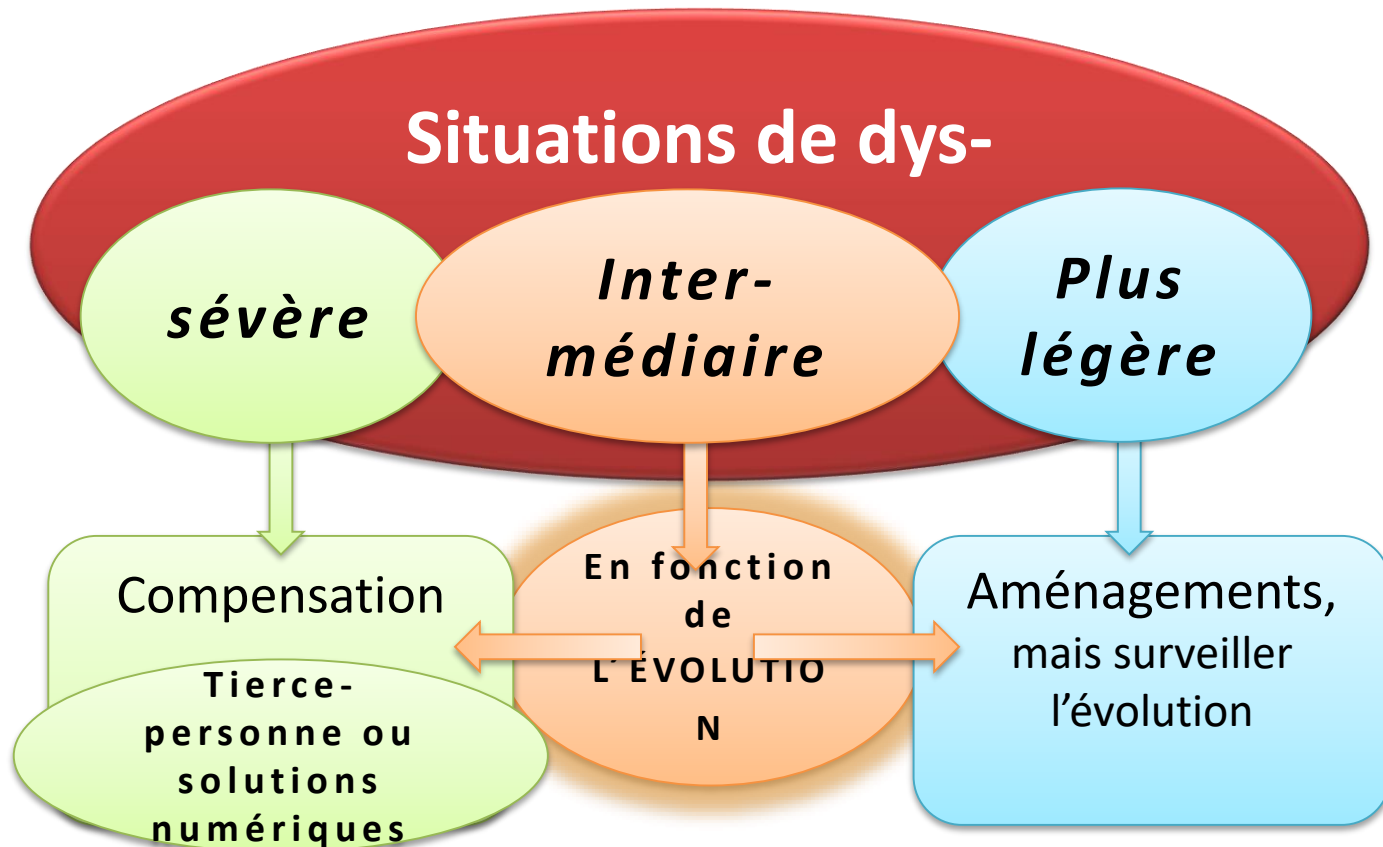 Situations de dys-
sévère
Inter-
médiaire
Plus
légère
Compensation
Tierce-
personne ou
solutions
numériques
En fonction
de
L'ÉVOLUTIO
N
Aménagements,
mais surveiller
l'évolution